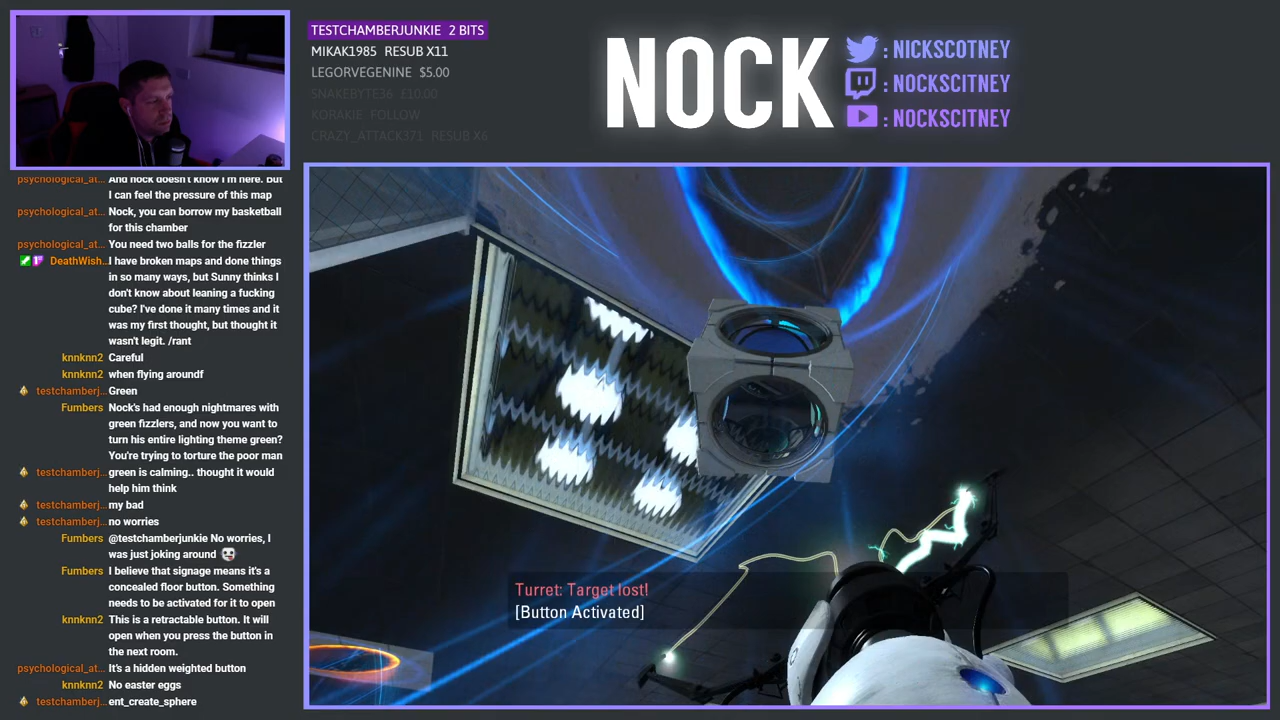 TESTCHAMBERJUNKIE 2 BITS
MIKAK1985 RESUB X11
LEGORVEGENINE $5.00
SNAKEBYTE36 £10.00
KORAKIE FOLLOW
CRAZY_ATTACK371 RESUB X6
NOCK
: NICKSCOTNEY
: NOCKSCITNEY
: NOCKSCITNEY
psychological_at... And nock doesn't know I'm here. But
I can feel the pressure of this map
psychological_at... Nock, you can borrow my basketball
for this chamber
psychological_at... You need two balls for the fizzler
DeathWish... I have broken maps and done things
in so many ways, but Sunny thinks I
don't know about leaning a fucking
cube? I've done it many times and it
was my first thought, but thought it
wasn't legit. /rant
knnknn2 Careful
knnknn2 when flying aroundf
testchamberj... Green
Fumbers Nock's had enough nightmares with
green fizzlers, and now you want to
turn his entire lighting theme green?
You're trying to torture the poor man
testchamberj... green is calming.. thought it would
help him think
testchamberj... my bad
testchamberj... no worries
Fumbers @testchamberjunkie No worries, I
was just joking around
Fumbers I believe that signage means it's a
concealed floor button. Something
needs to be activated for it to open
knnknn2 This is a retractable button. It will
open when you press the button in
the next room.
psychological_at... It's a hidden weighted button
knnknn2 No easter eggs
testchamberj... ent_create_sphere
Turret: Target lost!
[Button Activated]